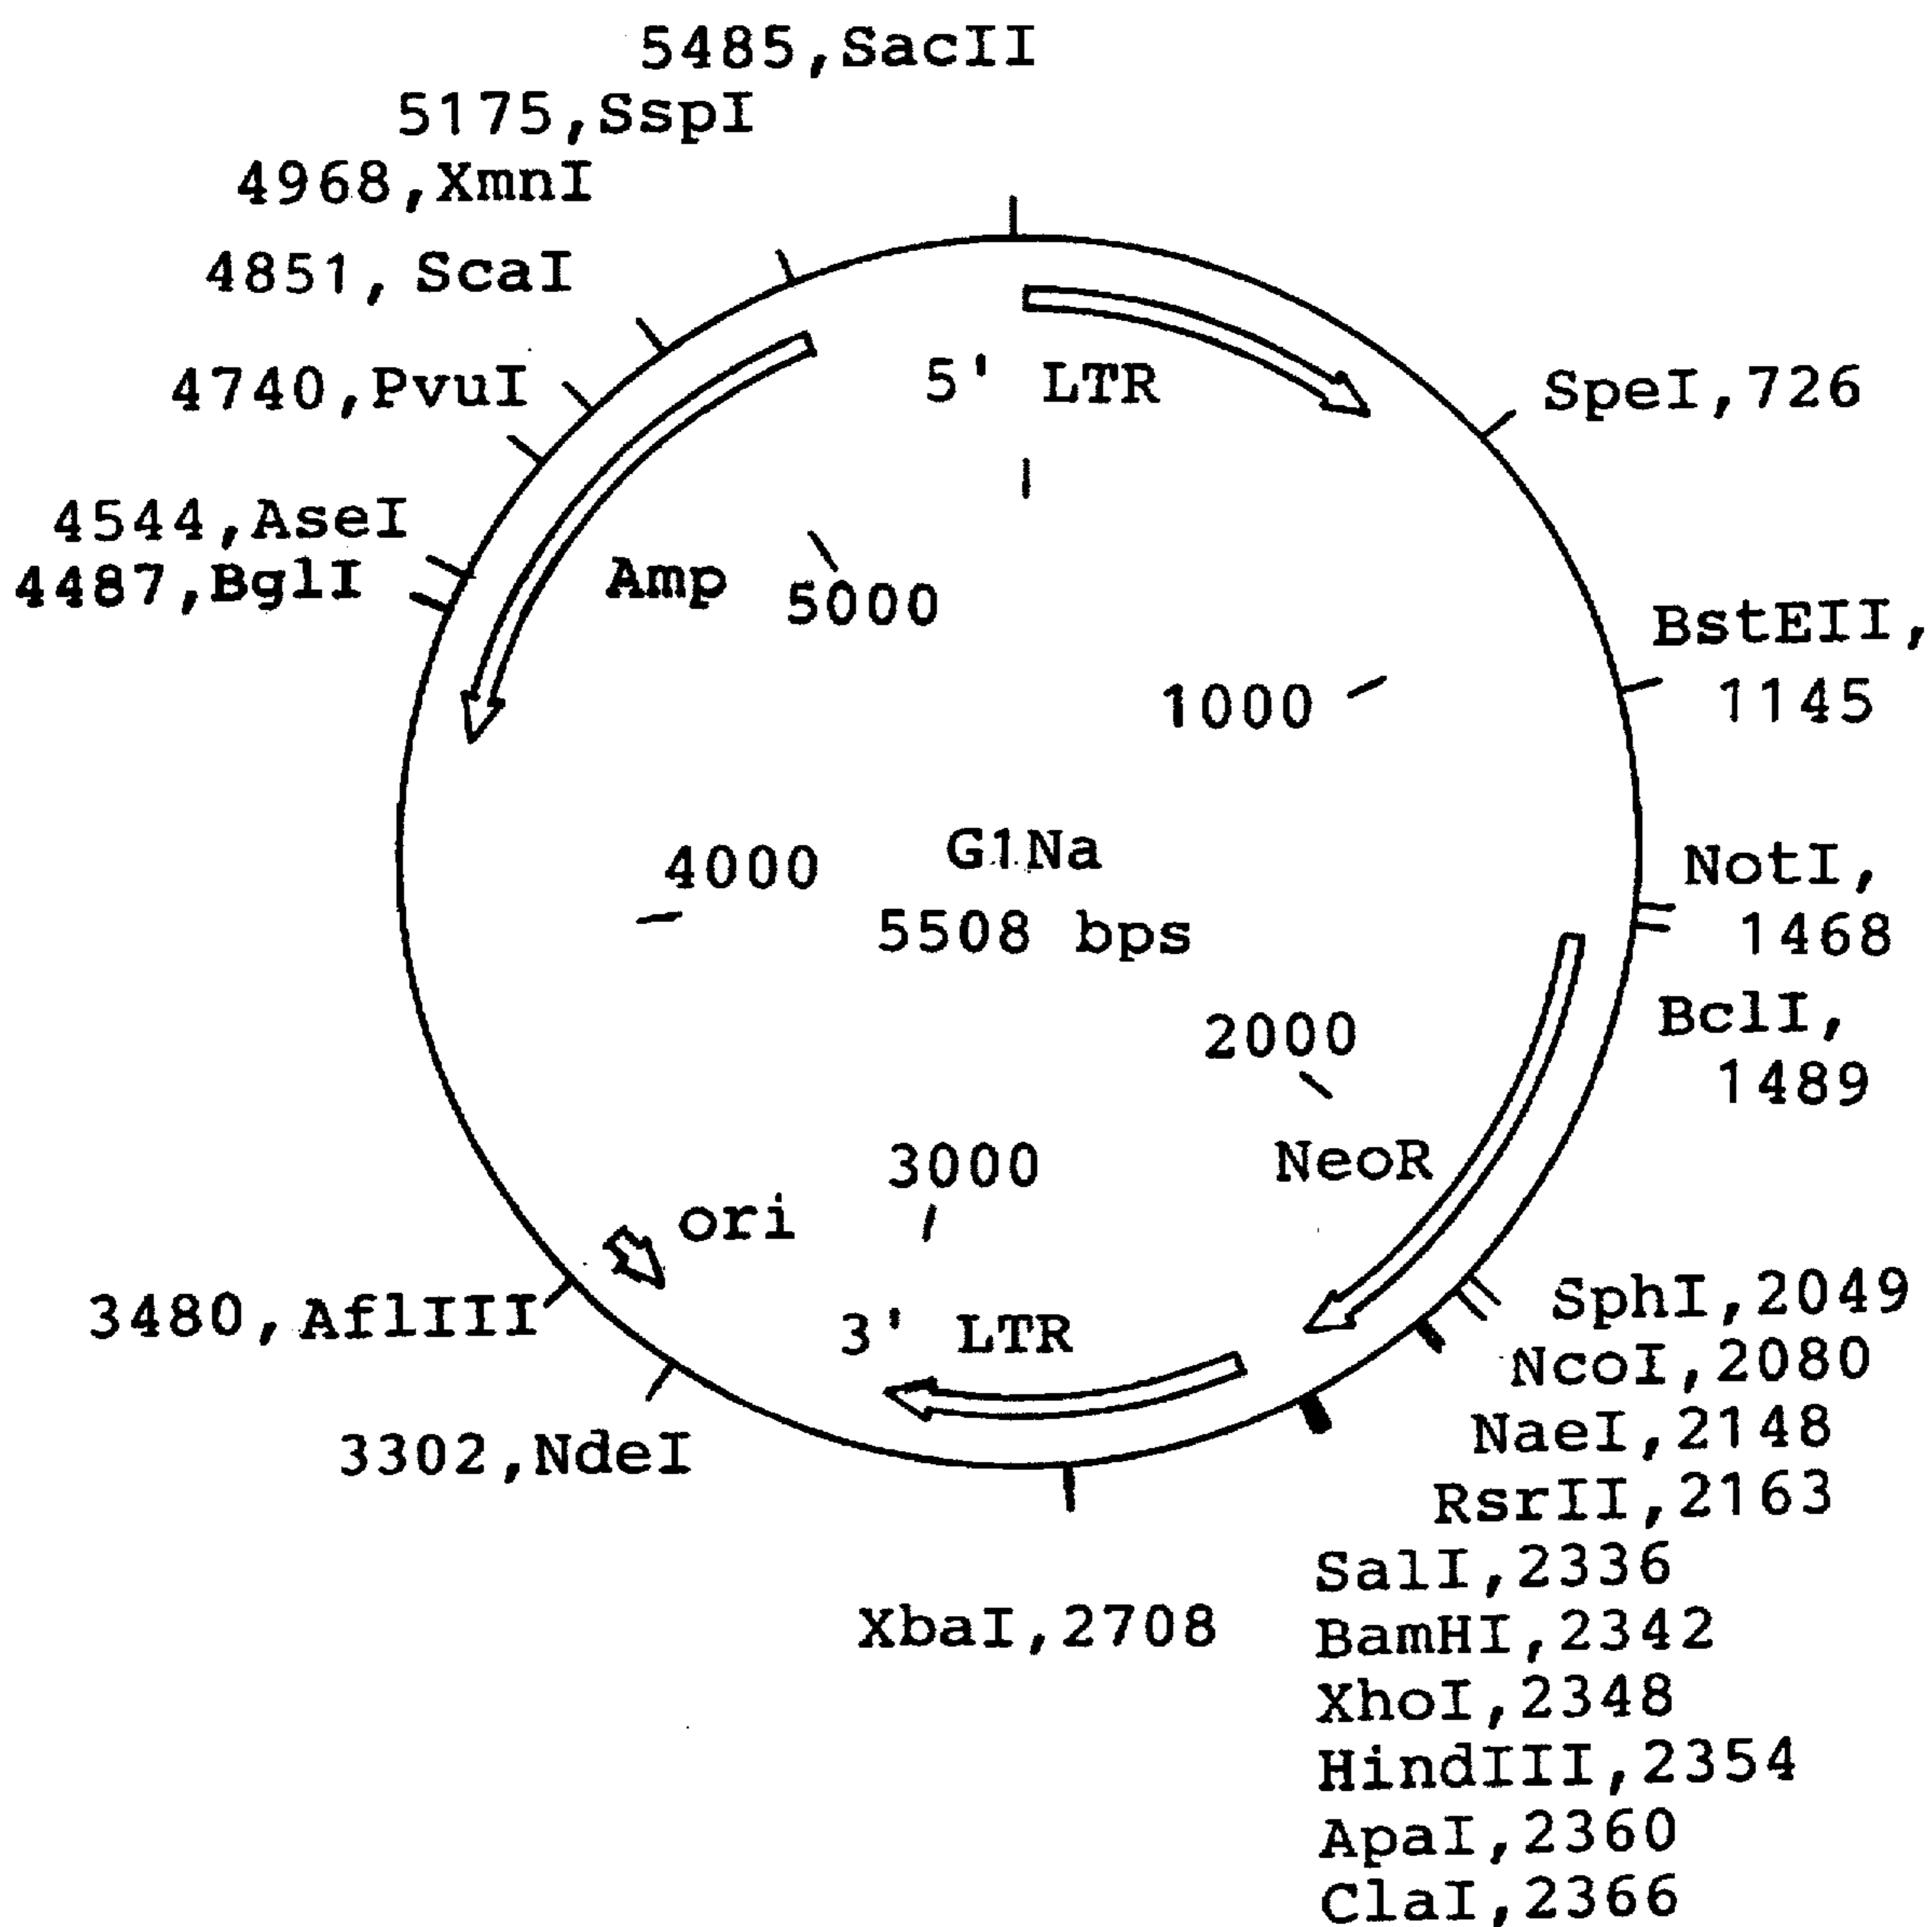 5485,SacII
5175,SspI
4968,XmnI
4851, ScaI
4740,PvuI
4544,AseI
4487,BglI
5' LTR
SpeI,726
Amp
5000
BstEII,
1145
1000
G1Na
5508 bps
4000
NotI,
1468
BclI,
1489
2000
NeoR
3000
ori
3480,AflIII
3' LTR
3302,NdeI
XbaI,2708
SphI,2049
NcoI,2080
NaeI,2148
RsrII,2163
SalI,2336
BamHI,2342
XhoI,2348
HindIII,2354
ApaI,2360
ClaI,2366